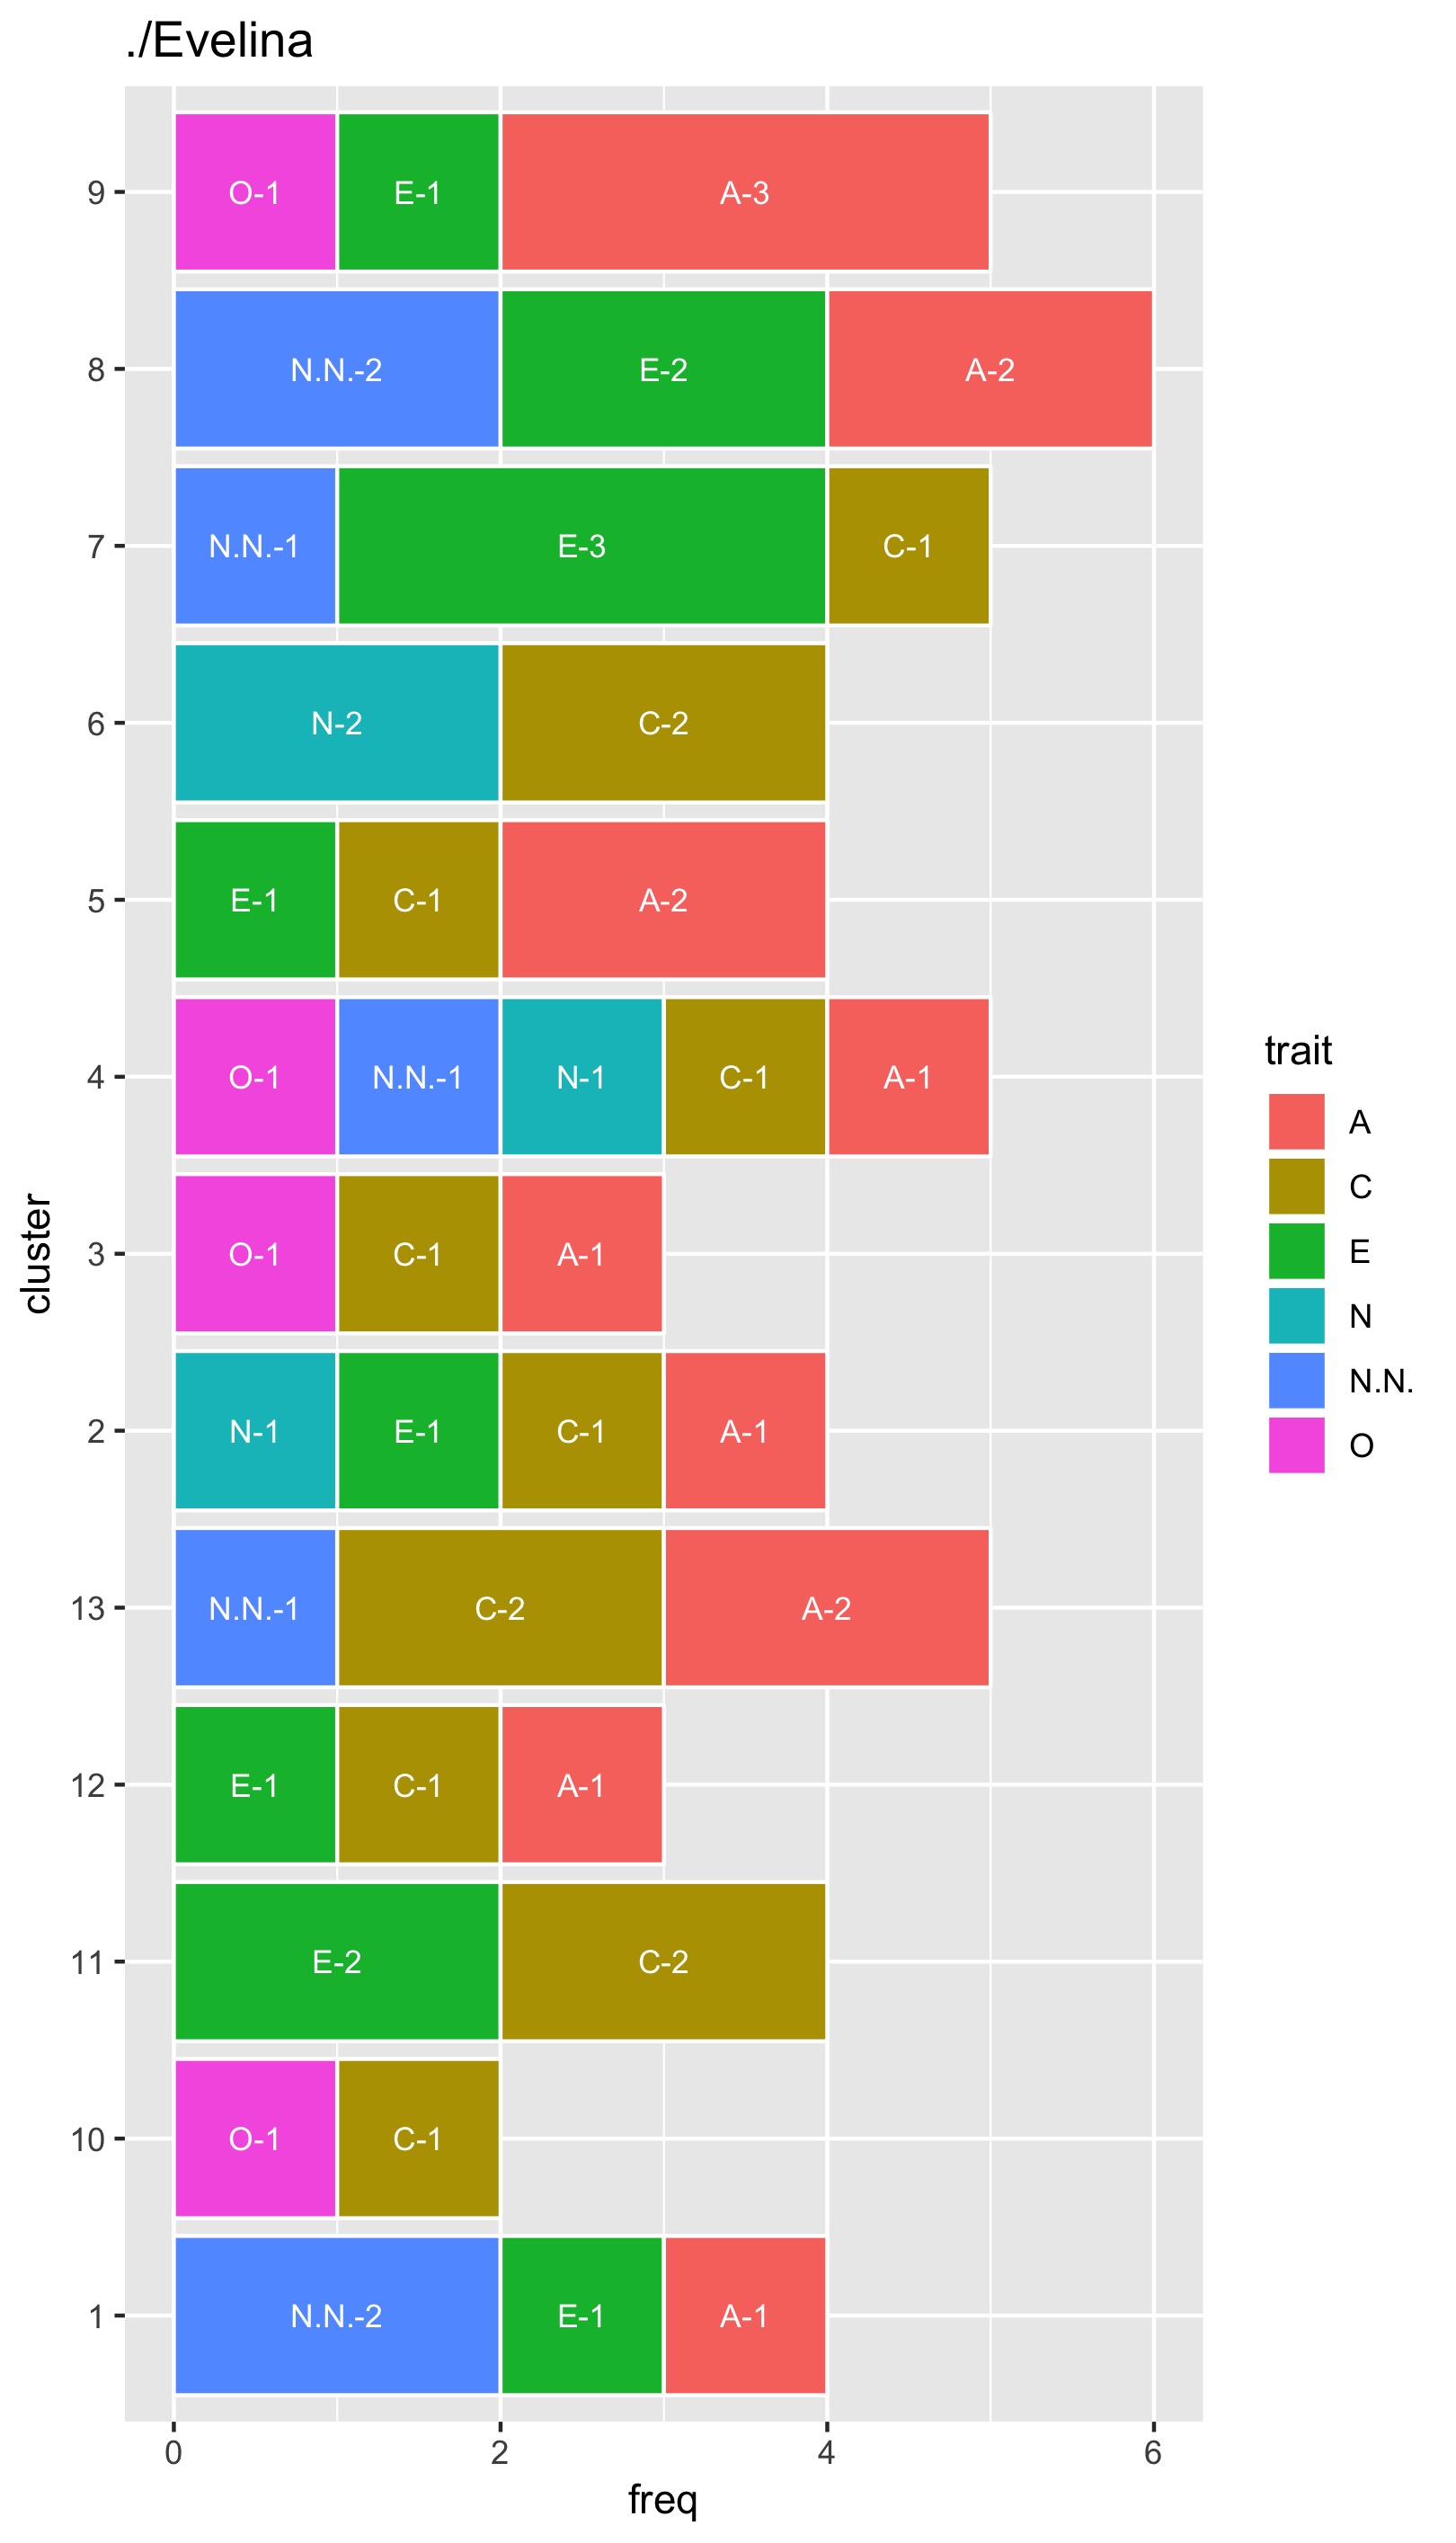 ./Evelina
9 O-1 E-1 A-3
8 N.N.-2 E-2 A-2
7 N.N.-1 E-3 C-1
6 N-2 C-2
5 E-1 C-1 A-2
4 O-1 N.N.-1 N-1 C-1 A-1
3 O-1 C-1 A-1
2 N-1 E-1 C-1 A-1
13 N.N.-1 C-2 A-2
12 E-1 C-1 A-1
11 E-2 C-2
10 O-1 C-1
1 N.N.-2 E-1 A-1
0 2 4 6
freq
cluster
trait
A
C
E
N
N.N.
O